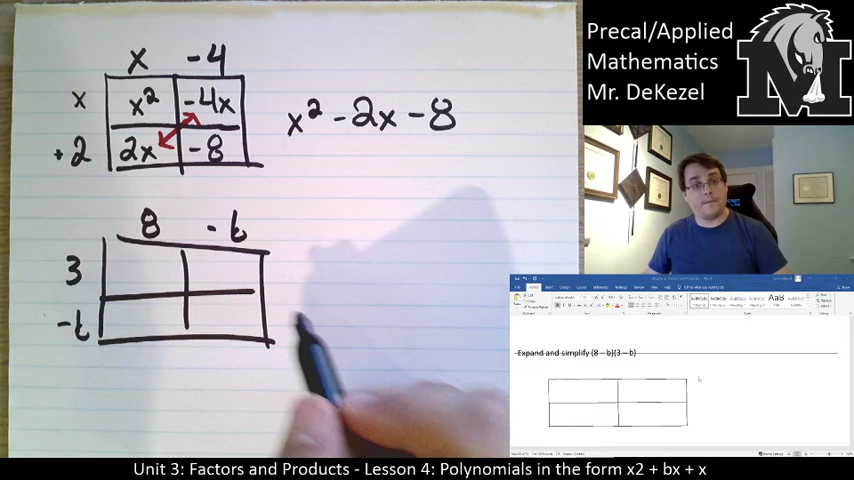 x -4
x x² -4x
+2 2x -8
x² - 2x - 8
8 - b
3
- b
Precal/Applied
Mathematics
Mr. DeKezel
M
Expand and simplify (8 – b)(3 – b)
Unit 3: Factors and Products - Lesson 4: Polynomials in the form x2 + bx + x